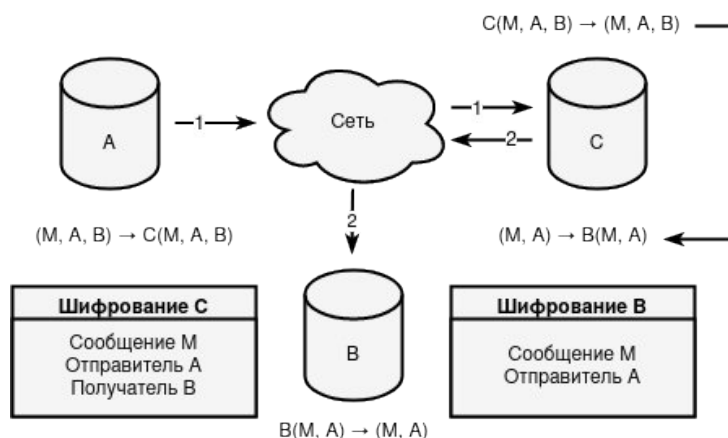 C(M, A, B) → (M, A, B)
A
1
Сеть
1
2
C
2
(M, A, B) → C(M, A, B)
(M, A) → B(M, A)
Шифрование C
Сообщение M
Отправитель A
Получатель B
B
Шифрование B
Сообщение M
Отправитель A
B(M, A) → (M, A)